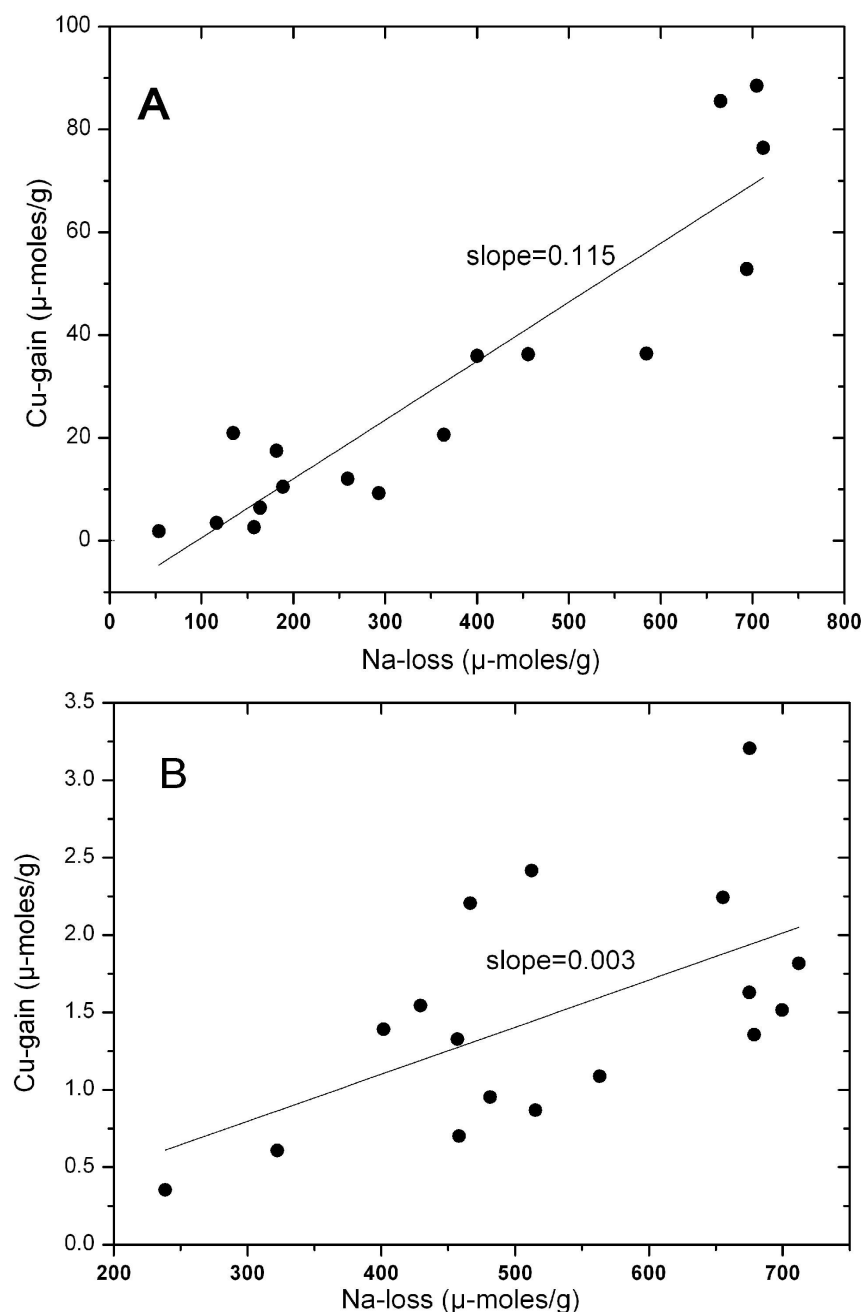 100
A
80
60
slope=0.115
40
20
0
0 100 200 300 400 500 600 700 800
Cu-gain (μ-moles/g)
Na-loss (μ-moles/g)
3.5
B
3.0
2.5
2.0
slope=0.003
1.5
1.0
0.5
0.0
200 300 400 500 600 700
Cu-gain (μ-moles/g)
Na-loss (μ-moles/g)